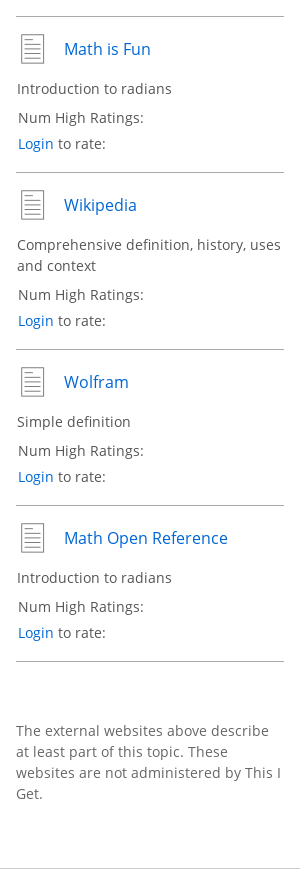 Math is Fun
Introduction to radians
Num High Ratings:
Login to rate:
Wikipedia
Comprehensive definition, history, uses
and context
Num High Ratings:
Login to rate:
Wolfram
Simple definition
Num High Ratings:
Login to rate:
Math Open Reference
Introduction to radians
Num High Ratings:
Login to rate:
The external websites above describe
at least part of this topic. These
websites are not administered by This I
Get.